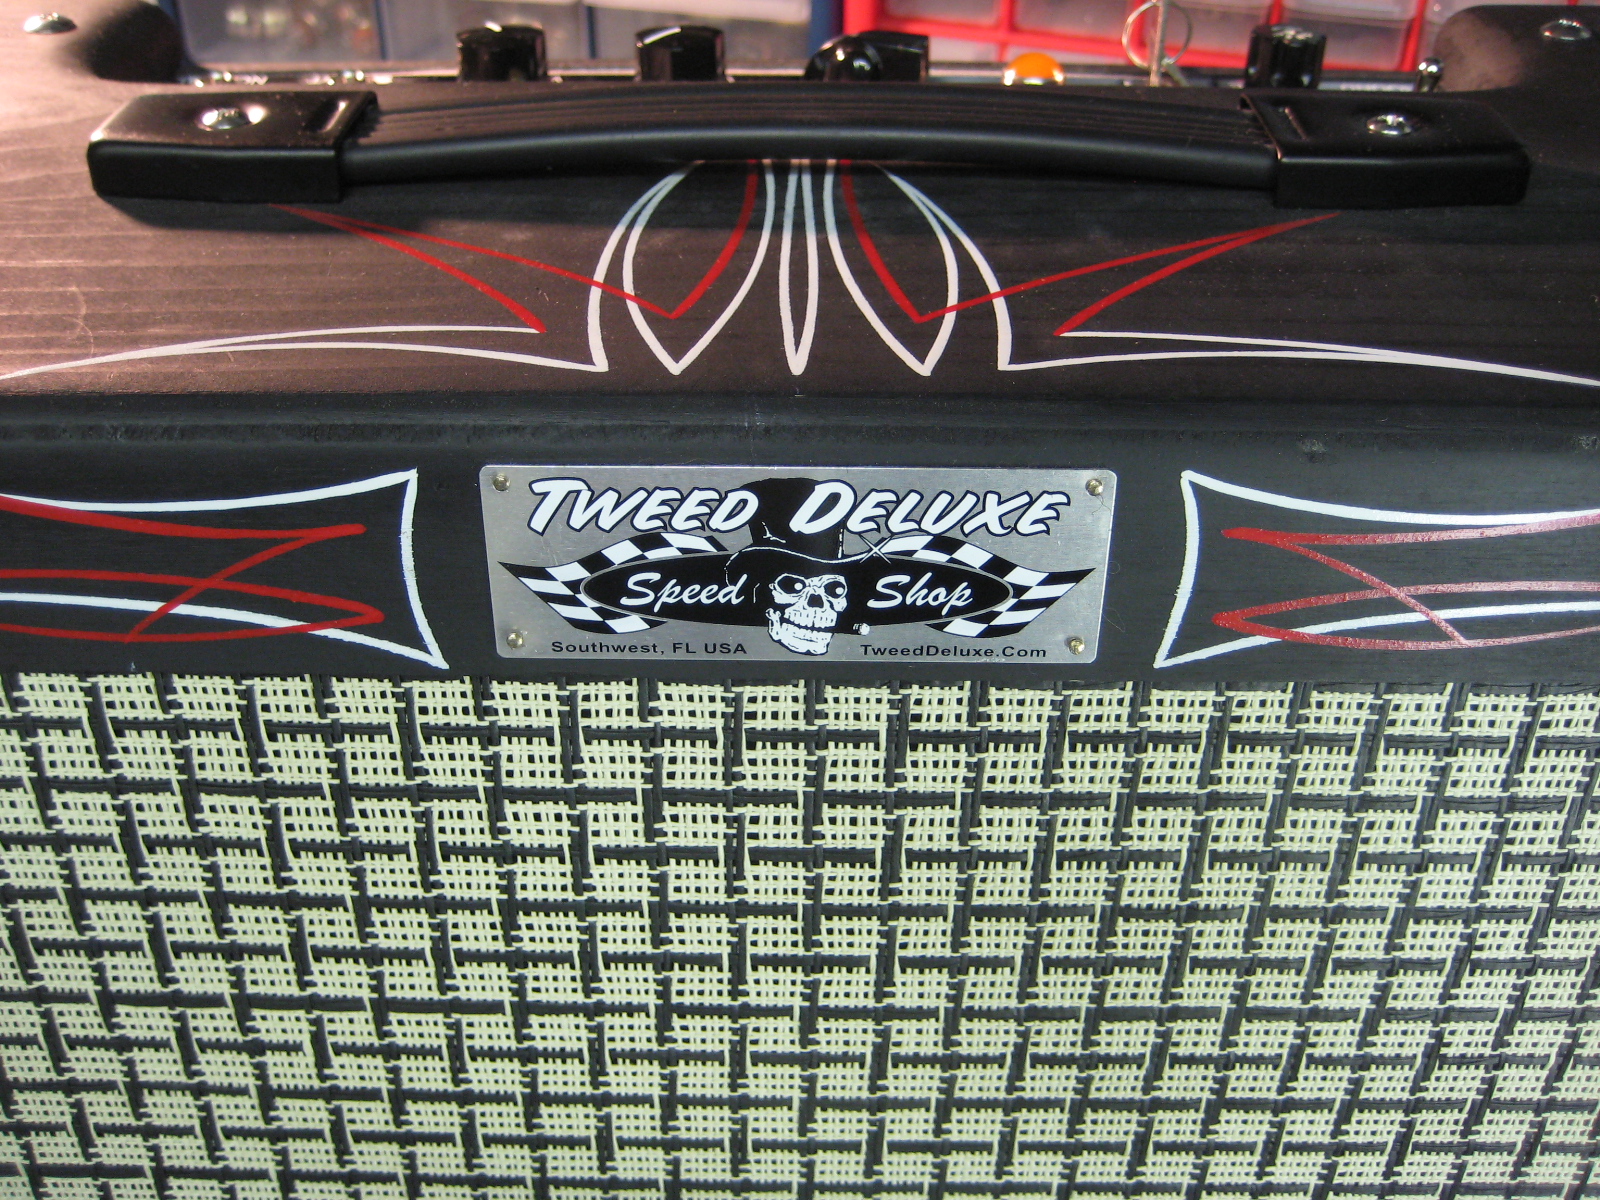 TWEED DELUXE
Speed Shop
Southwest, FL USA TweedDeluxe.Com